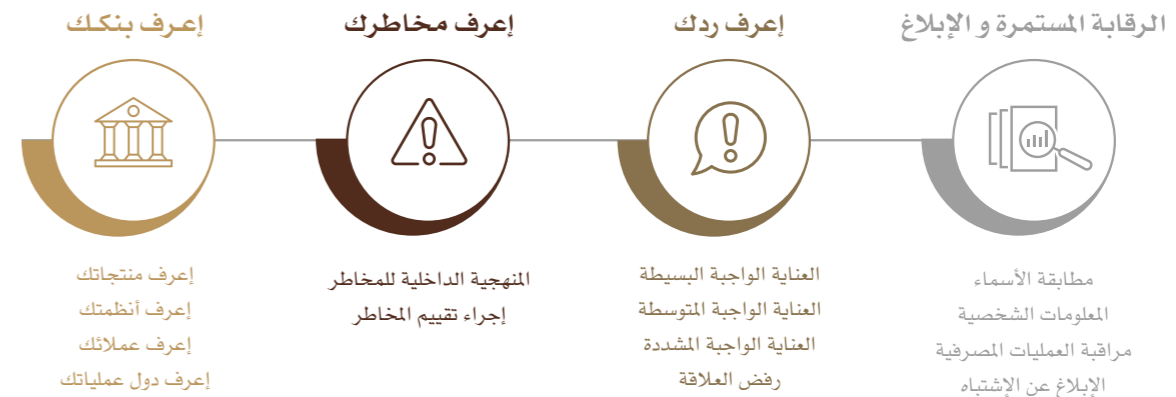 الرقابة المستمرة و الإبلاغ
مطابقة الأسماء
المعلومات الشخصية
مراقبة العمليات المصرفية
الإبلاغ عن الإشتباه
إعرف ردك
العناية الواجبة البسيطة
العناية الواجبة المتوسطة
العناية الواجبة المشددة
رفض العلاقة
إعرف مخاطرك
المنهجية الداخلية للمخاطر
إجراء تقييم المخاطر
إعرف بنكك
إعرف منتجاتك
إعرف أنظمتك
إعرف عملائك
إعرف دول عملياتك